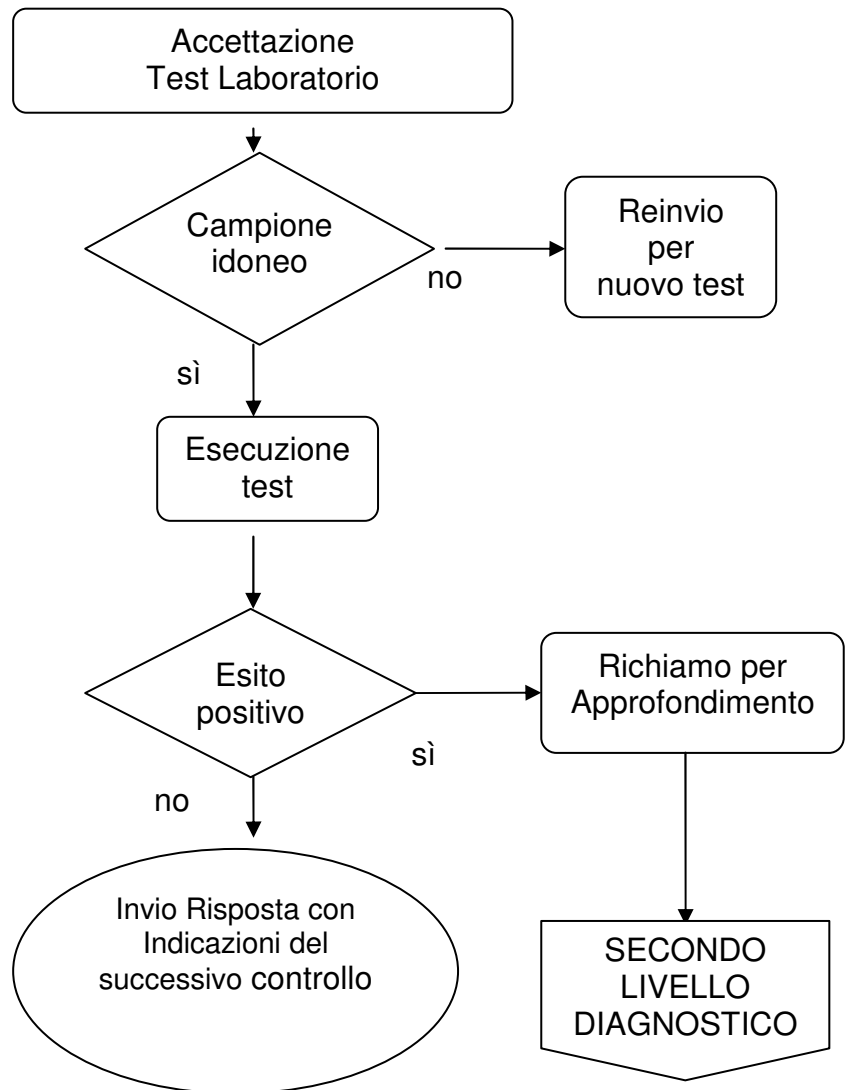 Accettazione
Test Laboratorio
Campione
idoneo
no
Reinvio
per
nuovo test
sì
Esecuzione
test
Esito
positivo
sì
Richiamo per
Approfondimento
no
Invio Risposta con
Indicazioni del
successivo controllo
SECONDO
LIVELLO
DIAGNOSTICO